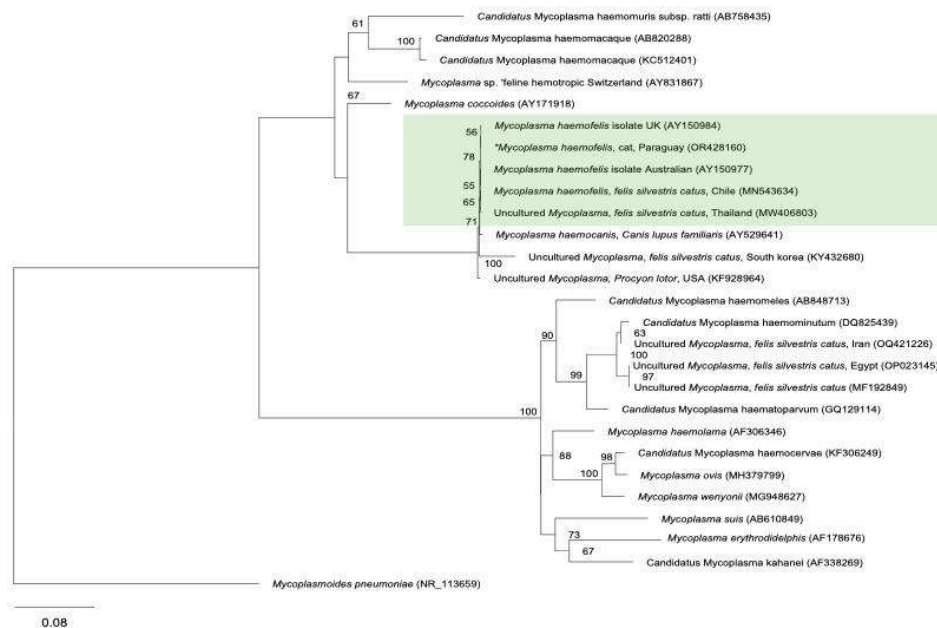 61 Candidatus Mycoplasma haemomuris subsp. ratti (AB758435)
100 Candidatus Mycoplasma haemomacaque (AB820288)
Candidatus Mycoplasma haemomacaque (KC512401)
Mycoplasma sp. 'feline hemotropic Switzerland (AY831867)
67 Mycoplasma coccoides (AY171918)
56 Mycoplasma haemofelis isolate UK (AY150984)
*Mycoplasma haemofelis, cat, Paraguay (OR428160)
78
Mycoplasma haemofelis isolate Australian (AY150977)
55 Mycoplasma haemofelis, felis silvestris catus, Chile (MN543634)
65
Uncultured Mycoplasma, felis silvestris catus, Thailand (MW406803)
71
Mycoplasma haemocanis, Canis lupus familiaris (AY529641)
Uncultured Mycoplasma, felis silvestris catus, South korea (KY432680)
100
Uncultured Mycoplasma, Procyon lotor, USA (KF928964)
Candidatus Mycoplasma haemomeles (AB848713)
Candidatus Mycoplasma haemominutum (DQ825439)
90 63
Uncultured Mycoplasma, felis silvestris catus, Iran (OQ421226)
100
Uncultured Mycoplasma, felis silvestris catus, Egypt (OP023145)
99 97
Uncultured Mycoplasma, felis silvestris catus (MF192849)
100 Candidatus Mycoplasma haematoparvum (GQ129114)
Mycoplasma haemolama (AF306346)
88 98 Candidatus Mycoplasma haemocervae (KF306249)
100 Mycoplasma ovis (MH379799)
Mycoplasma wenyonii (MG948627)
Mycoplasma suis (AB610849)
73
Mycoplasma erythrodidelphis (AF178676)
67
Candidatus Mycoplasma kahanei (AF338269)
Mycoplasmoides pneumoniae (NR_113659)
0.08